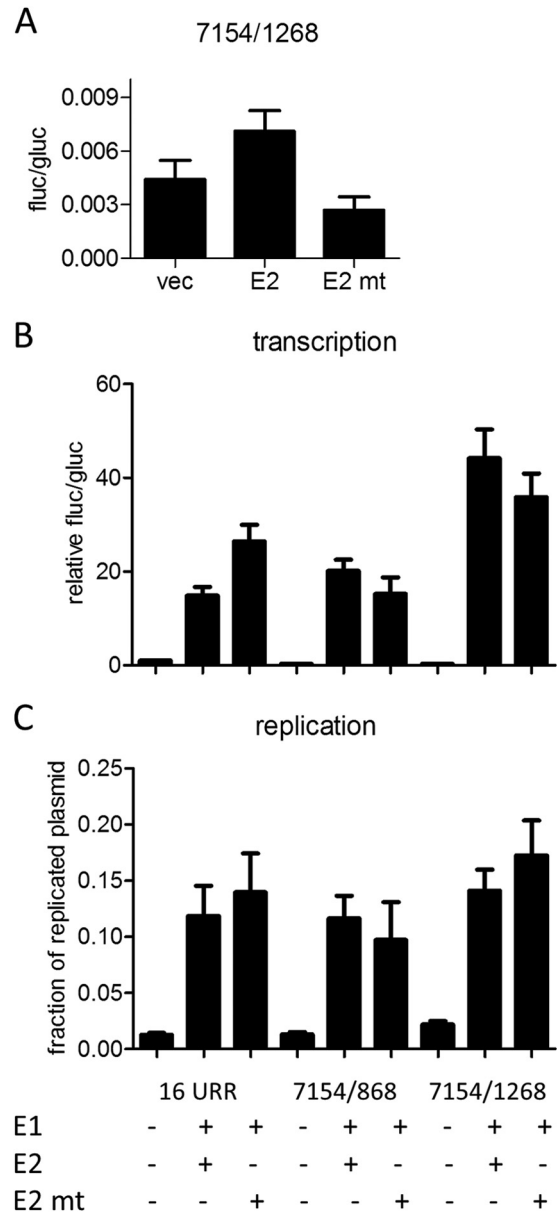 A
7154/1268
fluc/gluc
0.009
0.006
0.003
0.000
vec E2 E2 mt
B
transcription
relative fluc/gluc
60
40
20
0
C
replication
fraction of replicated plasmid
0.25
0.20
0.15
0.10
0.05
0.00
16 URR 7154/868 7154/1268
E1 - + + - + + - + +
E2 - + - - + - - + -
E2 mt - - + - - + - - +